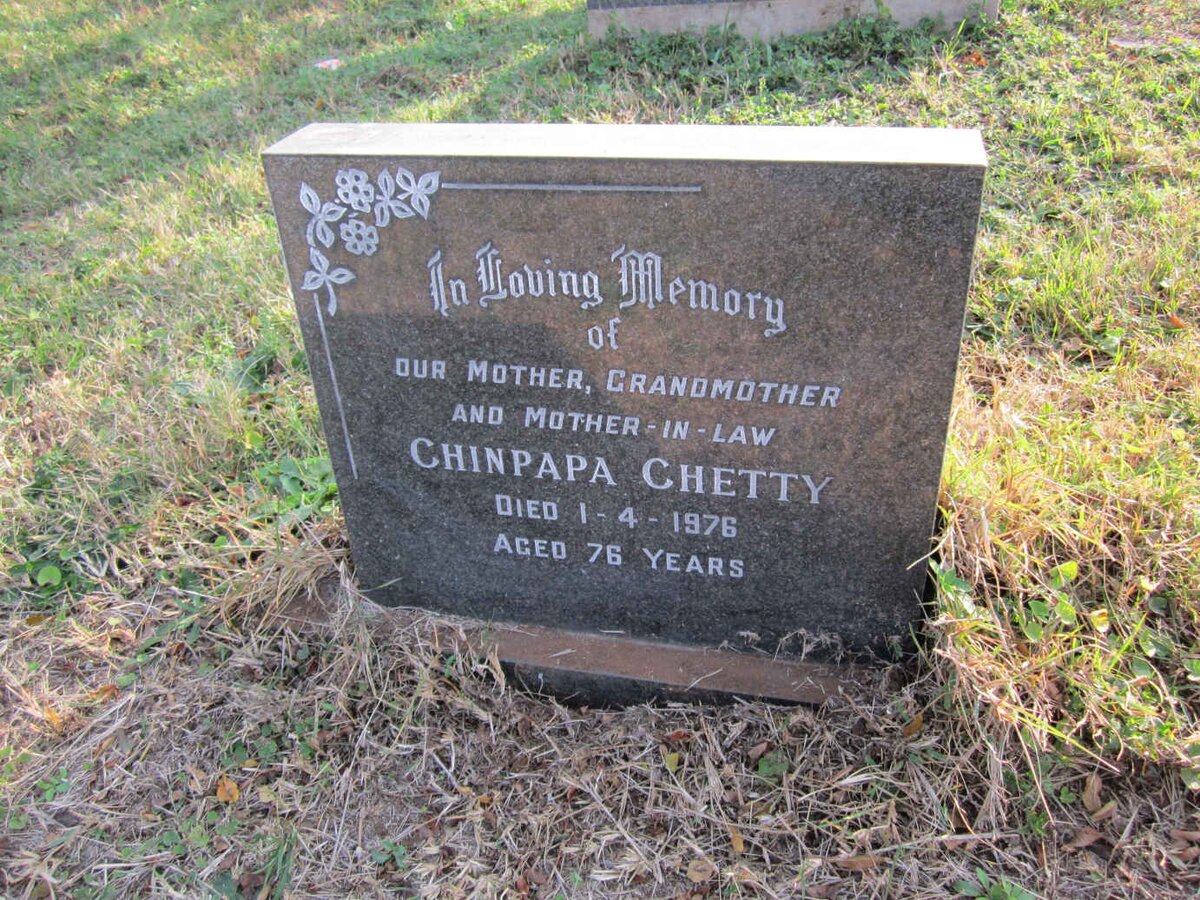 In Loving Memory
of
OUR MOTHER, GRANDMOTHER
AND MOTHER-IN-LAW
CHINPAPA CHETTY
DIED 1-4-1976
AGED 76 YEARS